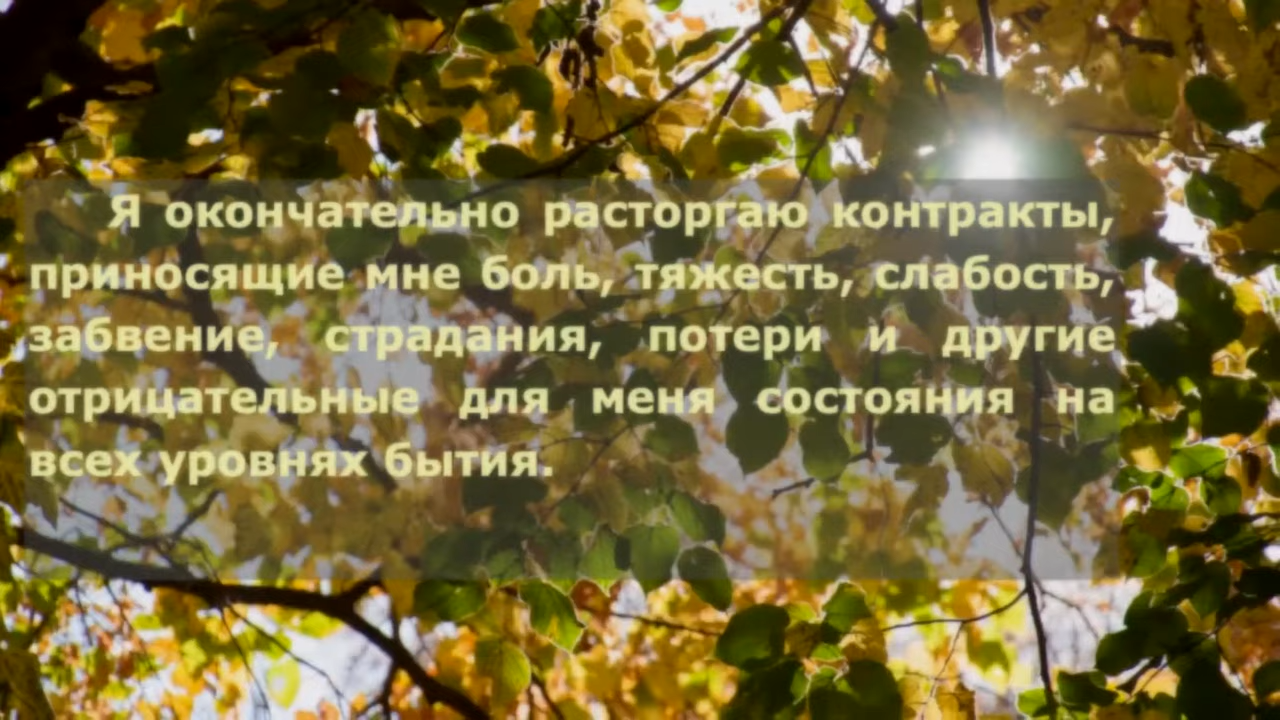 Я окончательно расторгаю контракты,
приносящие мне боль, тяжесть, слабость,
забвение, страдания, потери и другие
отрицательные для меня состояния на
всех уровнях бытия.